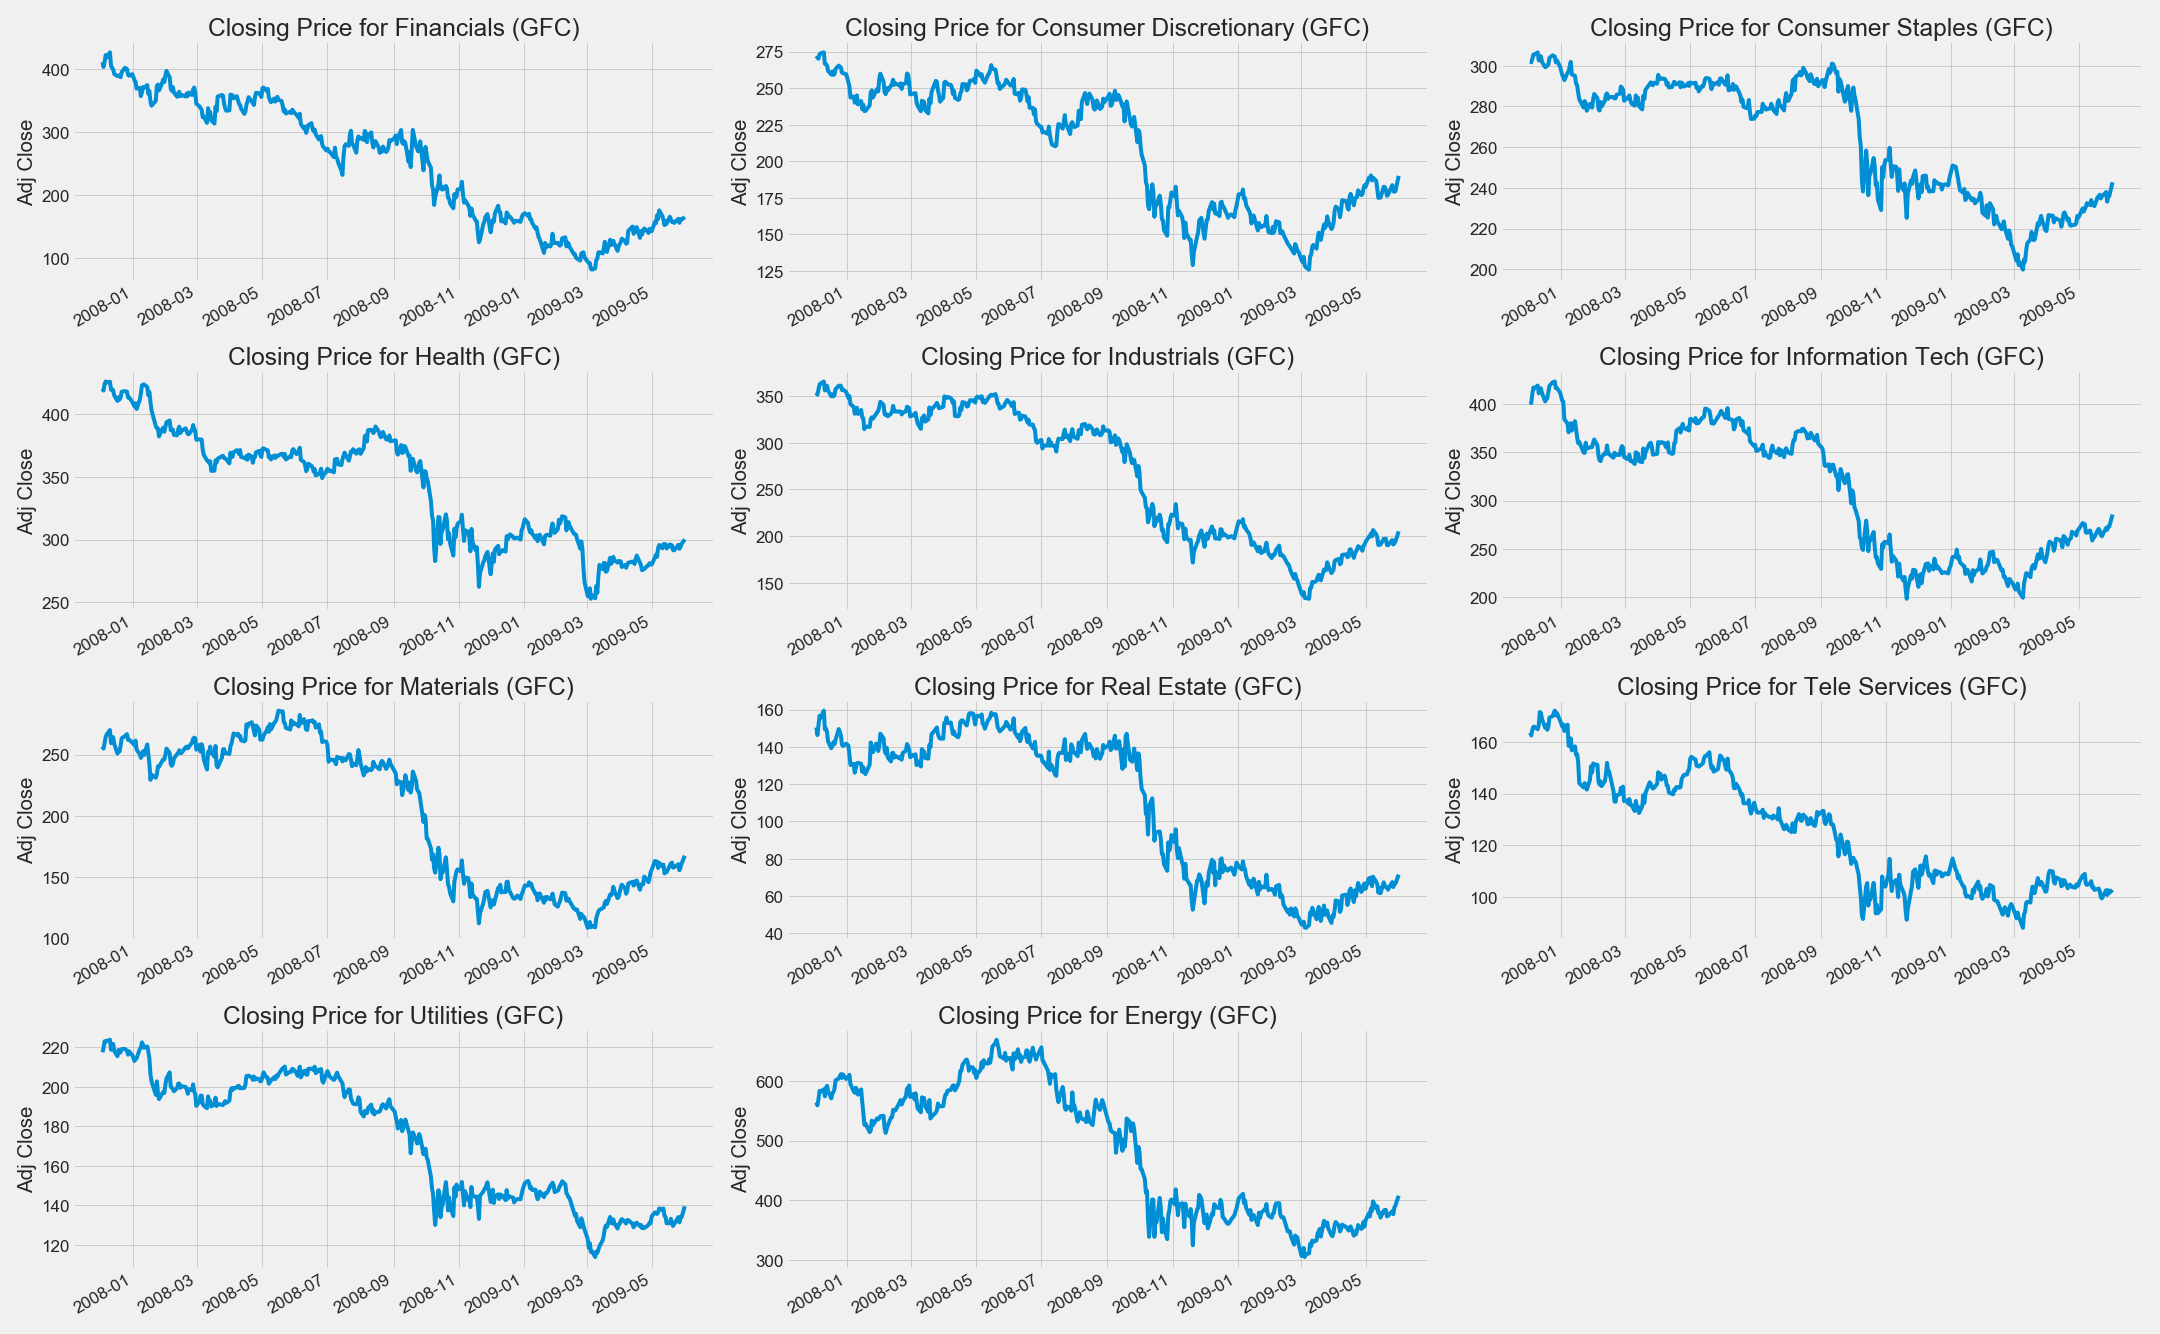 Closing Price for Financials (GFC)
Adj Close
400
300
200
100
2008-01 2008-03 2008-05 2008-07 2008-09 2008-11 2009-01 2009-03 2009-05
Closing Price for Consumer Discretionary (GFC)
Adj Close
275
250
225
200
175
150
125
2008-01 2008-03 2008-05 2008-07 2008-09 2008-11 2009-01 2009-03 2009-05
Closing Price for Consumer Staples (GFC)
Adj Close
300
280
260
240
220
200
2008-01 2008-03 2008-05 2008-07 2008-09 2008-11 2009-01 2009-03 2009-05
Closing Price for Health (GFC)
Adj Close
400
350
300
250
2008-01 2008-03 2008-05 2008-07 2008-09 2008-11 2009-01 2009-03 2009-05
Closing Price for Industrials (GFC)
Adj Close
350
300
250
200
150
2008-01 2008-03 2008-05 2008-07 2008-09 2008-11 2009-01 2009-03 2009-05
Closing Price for Information Tech (GFC)
Adj Close
400
350
300
250
200
2008-01 2008-03 2008-05 2008-07 2008-09 2008-11 2009-01 2009-03 2009-05
Closing Price for Materials (GFC)
Adj Close
250
200
150
100
2008-01 2008-03 2008-05 2008-07 2008-09 2008-11 2009-01 2009-03 2009-05
Closing Price for Real Estate (GFC)
Adj Close
160
140
120
100
80
60
40
2008-01 2008-03 2008-05 2008-07 2008-09 2008-11 2009-01 2009-03 2009-05
Closing Price for Tele Services (GFC)
Adj Close
160
140
120
100
2008-01 2008-03 2008-05 2008-07 2008-09 2008-11 2009-01 2009-03 2009-05
Closing Price for Utilities (GFC)
Adj Close
220
200
180
160
140
120
2008-01 2008-03 2008-05 2008-07 2008-09 2008-11 2009-01 2009-03 2009-05
Closing Price for Energy (GFC)
Adj Close
600
500
400
300
2008-01 2008-03 2008-05 2008-07 2008-09 2008-11 2009-01 2009-03 2009-05